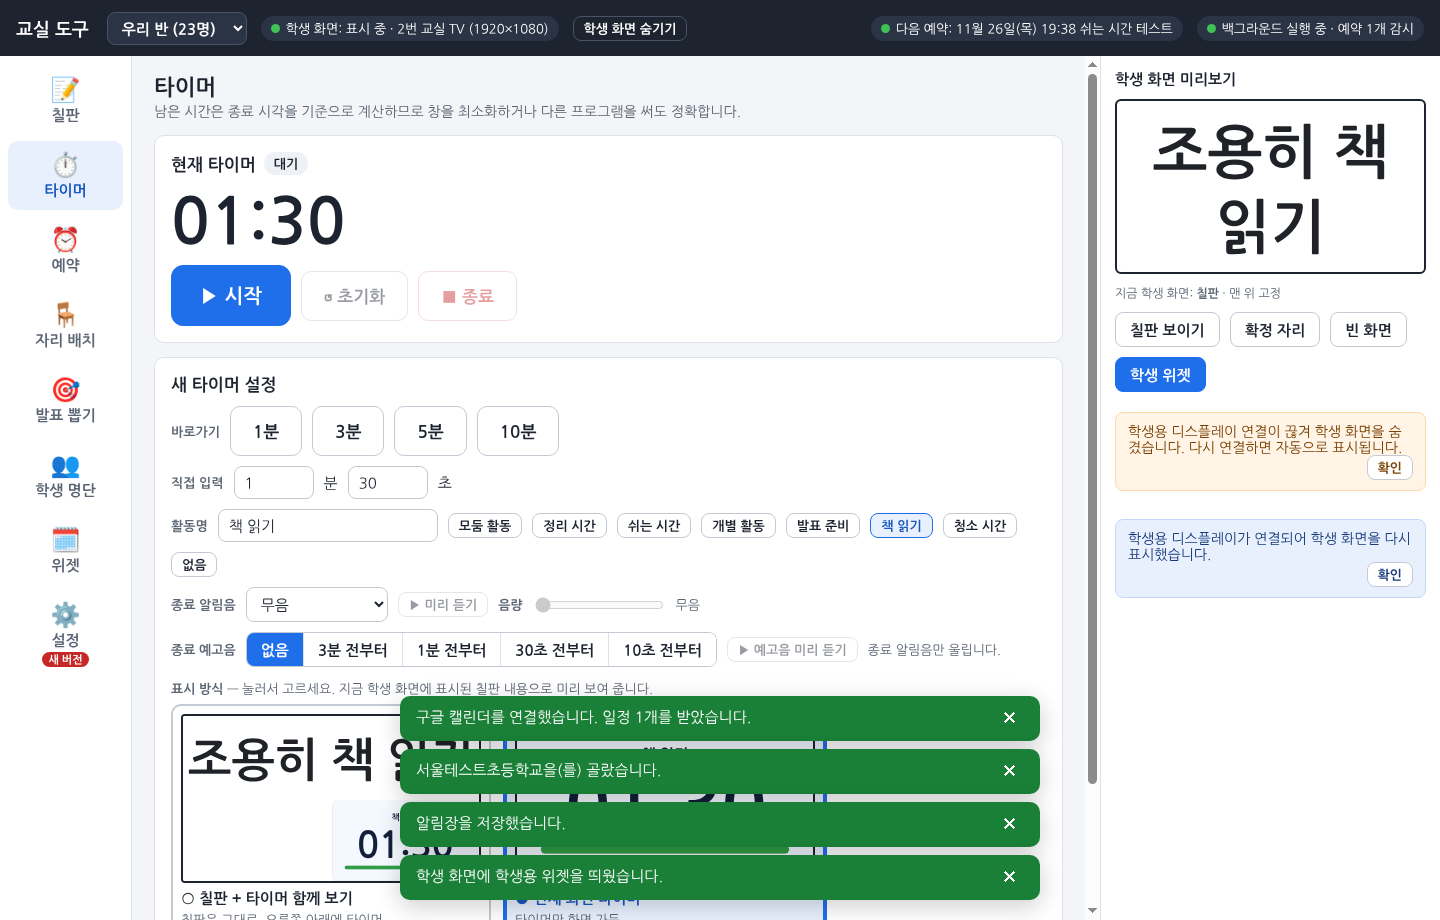 교실 도구
우리 반 (23명)
학생 화면: 표시 중 · 2번 교실 TV (1920×1080)
학생 화면 숨기기
다음 예약: 11월 26일(목) 19:38 쉬는 시간 테스트
백그라운드 실행 중 · 예약 1개 감시
칠판
타이머
예약
자리 배치
발표 뽑기
학생 명단
위젯
설정
새 버전
타이머
남은 시간은 종료 시각을 기준으로 계산하므로 창을 최소화하거나 다른 프로그램을 써도 정확합니다.
현재 타이머 대기
01:30
▶ 시작
초기화
■ 종료
새 타이머 설정
바로가기 1분 3분 5분 10분
직접 입력 1 분 30 초
활동명 책 읽기 모둠 활동 정리 시간 쉬는 시간 개별 활동 발표 준비 책 읽기 청소 시간
없음
종료 알림음 무음 ▶ 미리 듣기 음량 무음
종료 예고음 없음 3분 전부터 1분 전부터 30초 전부터 10초 전부터 ▶ 예고음 미리 듣기 종료 알림음만 울립니다.
표시 방식 — 눌러서 고르세요. 지금 학생 화면에 표시된 칠판 내용으로 미리 보여 줍니다.
조용히 책
칠판 + 타이머 함께 보기
구글 캘린더를 연결했습니다. 일정 1개를 받았습니다. ✕
서울테스트초등학교을(를) 골랐습니다. ✕
알림장을 저장했습니다. ✕
학생 화면에 학생용 위젯을 띄웠습니다. ✕
학생 화면 미리보기
조용히 책
읽기
지금 학생 화면: 칠판 · 맨 위 고정
칠판 보이기 확정 자리 빈 화면
학생 위젯
학생용 디스플레이 연결이 끊겨 학생 화면을 숨
겼습니다. 다시 연결하면 자동으로 표시됩니다.
확인
학생용 디스플레이가 연결되어 학생 화면을 다시
표시했습니다.
확인